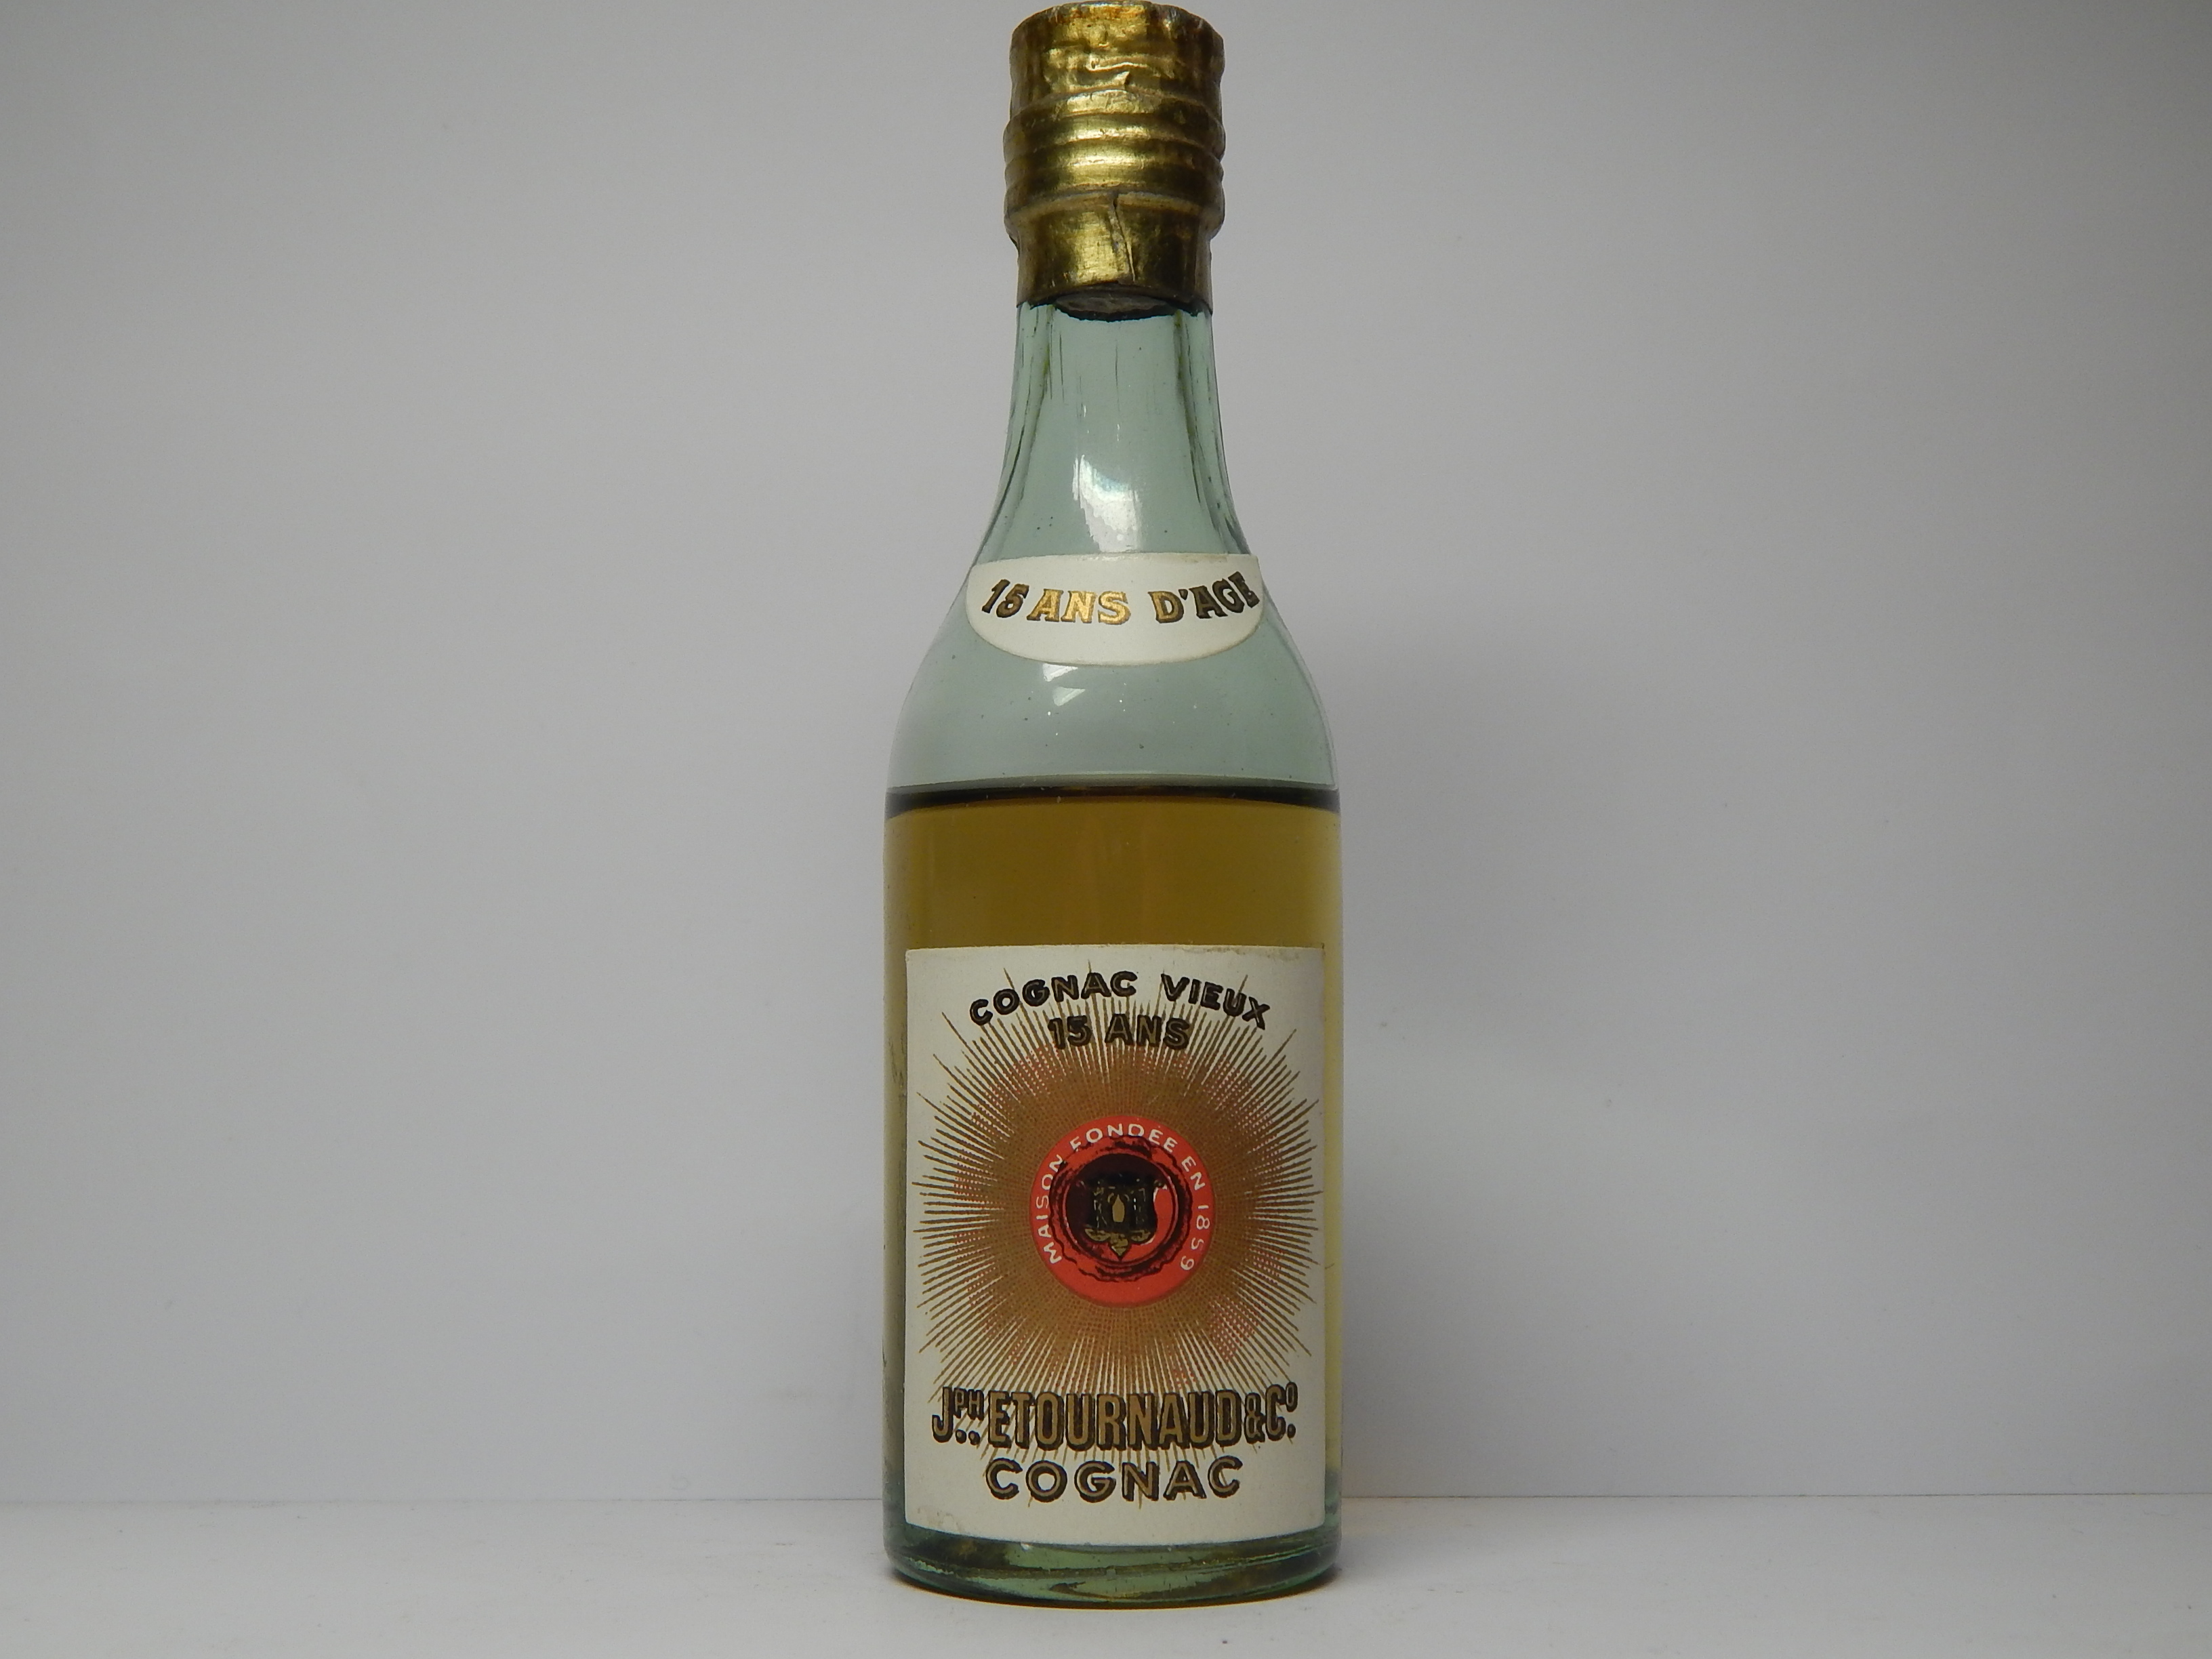 15 ANS D'AGE
COGNAC VIEUX
15 ANS
MAISON FONDÉE EN 1859
JPH. ETOURNAUD & Co.
COGNAC